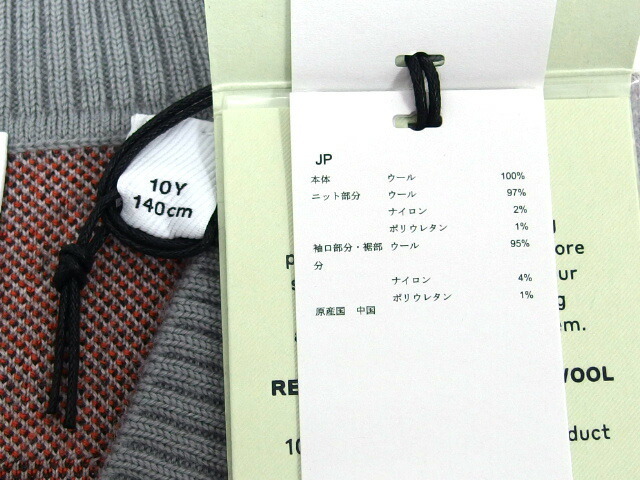 10Y
140cm
JP
本体 ウール 100%
ニット部分 ウール 97%
ナイロン 2%
ポリウレタン 1%
袖口部分・裾部 ウール 95%
分
ナイロン 4%
ポリウレタン 1%
原産国 中国
ore
ur
g
em.
RE WOOL
10 duct